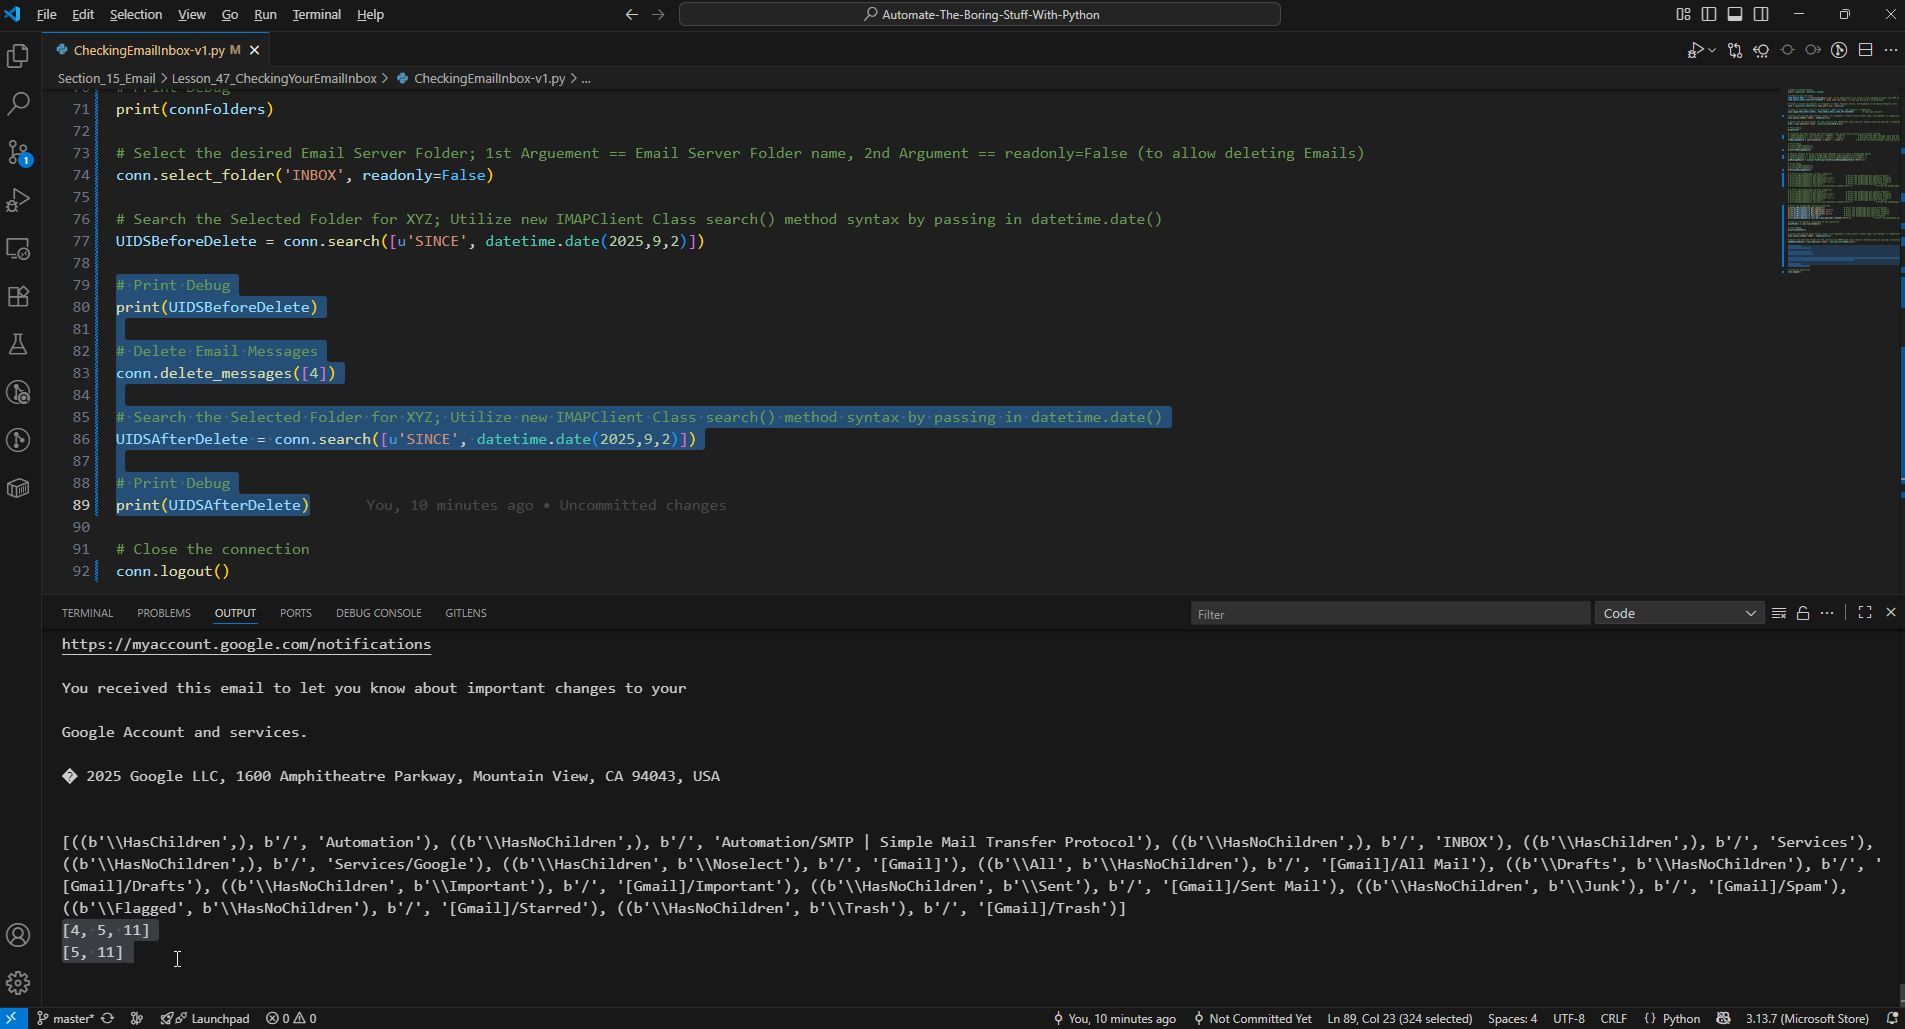 File Edit Selection View Go Run Terminal Help
Automate-The-Boring-Stuff-With-Python
CheckingEmailInbox-v1.py M
Section_15_Email > Lesson_47_CheckingYourEmailInbox > CheckingEmailInbox-v1.py > ...
71 print(connFolders)
72
73 # Select the desired Email Server Folder; 1st Arguement == Email Server Folder name, 2nd Argument == readonly=False (to allow deleting Emails)
74 conn.select_folder('INBOX', readonly=False)
75
76 # Search the Selected Folder for XYZ; Utilize new IMAPClient Class search() method syntax by passing in datetime.date()
77 UIDSBeforeDelete = conn.search([u'SINCE', datetime.date(2025,9,2)])
78
79 # Print Debug
80 print(UIDSBeforeDelete)
81
82 # Delete Email Messages
83 conn.delete_messages([4])
84
85 # Search the Selected Folder for XYZ; Utilize new IMAPClient Class search() method syntax by passing in datetime.date()
86 UIDSAfterDelete = conn.search([u'SINCE', datetime.date(2025,9,2)])
87
88 # Print Debug
89 print(UIDSAfterDelete) You, 10 minutes ago • Uncommitted changes
90
91 # Close the connection
92 conn.logout()
TERMINAL PROBLEMS OUTPUT PORTS DEBUG CONSOLE GITLENS Filter Code
https://myaccount.google.com/notifications
You received this email to let you know about important changes to your
Google Account and services.
� 2025 Google LLC, 1600 Amphitheatre Parkway, Mountain View, CA 94043, USA
[((b'\\HasChildren',), b'/', 'Automation'), ((b'\\HasNoChildren',), b'/', 'Automation/SMTP | Simple Mail Transfer Protocol'), ((b'\\HasNoChildren',), b'/', 'INBOX'), ((b'\\HasChildren',), b'/', 'Services'),
((b'\\HasNoChildren',), b'/', 'Services/Google'), ((b'\\HasChildren', b'\\Noselect'), b'/', '[Gmail]'), ((b'\\All', b'\\HasNoChildren'), b'/', '[Gmail]/All Mail'), ((b'\\Drafts', b'\\HasNoChildren'), b'/', '
[Gmail]/Drafts'), ((b'\\HasNoChildren', b'\\Important'), b'/', '[Gmail]/Important'), ((b'\\HasNoChildren', b'\\Sent'), b'/', '[Gmail]/Sent Mail'), ((b'\\HasNoChildren', b'\\Junk'), b'/', '[Gmail]/Spam'),
((b'\\Flagged', b'\\HasNoChildren'), b'/', '[Gmail]/Starred'), ((b'\\HasNoChildren', b'\\Trash'), b'/', '[Gmail]/Trash')]
[4, 5, 11]
[5, 11]
1
master* Launchpad 0 0 You, 10 minutes ago Not Committed Yet Ln 89, Col 23 (324 selected) Spaces: 4 UTF-8 CRLF {} Python 3.13.7 (Microsoft Store)